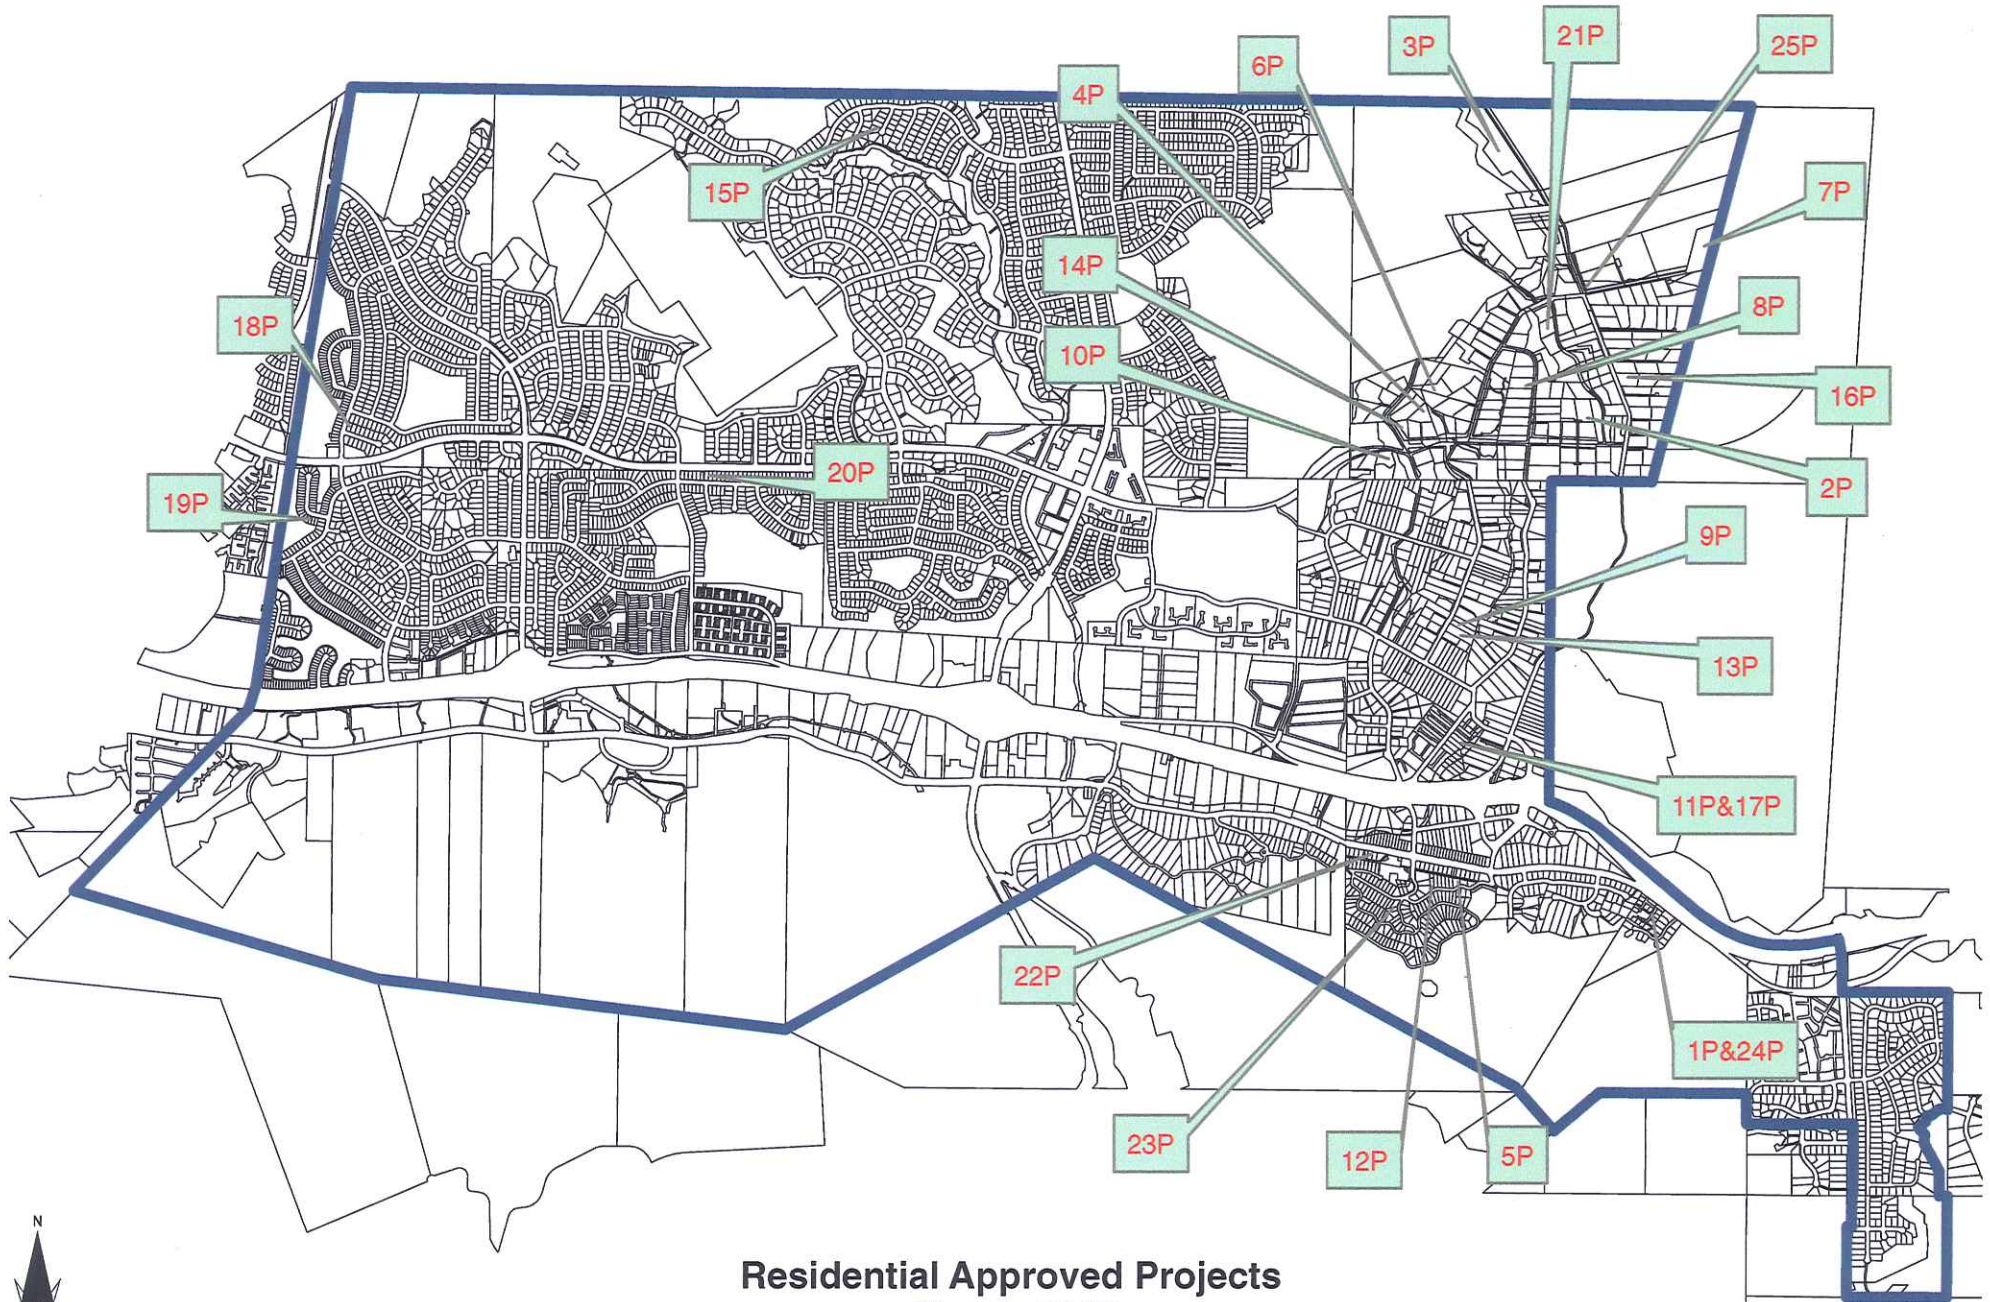 21P
3P
25P
6P
4P
15P
7P
14P
8P
18P
10P
16P
20P
2P
19P
9P
13P
11P&17P
22P
1P&24P
23P
12P
5P
N
Residential Approved Projects